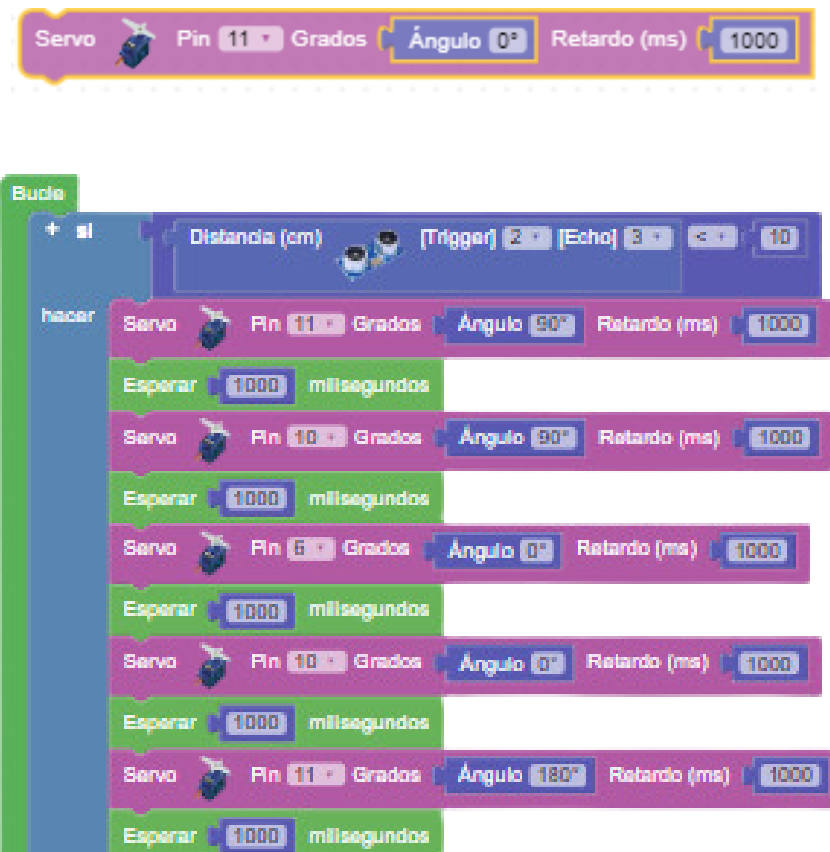 Servo Pin 11 Grados Ángulo 0° Retardo (ms) 1000
Bucle
+ si Distancia (cm) [Trigger] 2 [Echo] 3 < 10
hacer Servo Pin 11 Grados Ángulo 90° Retardo (ms) 1000
Esperar 1000 milisegundos
Servo Pin 10 Grados Ángulo 90° Retardo (ms) 1000
Esperar 1000 milisegundos
Servo Pin 6 Grados Ángulo 0° Retardo (ms) 1000
Esperar 1000 milisegundos
Servo Pin 10 Grados Ángulo 0° Retardo (ms) 1000
Esperar 1000 milisegundos
Servo Pin 11 Grados Ángulo 180° Retardo (ms) 1000
Esperar 1000 milisegundos